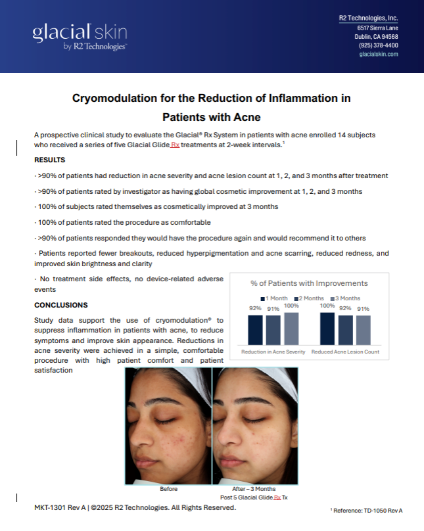 glacial® skin
by R2 Technologies™
R2 Technologies, Inc.
6517 Sierra Lane
Dublin, CA 94568
(925) 378-4400
glacialskin.com
Cryomodulation for the Reduction of Inflammation in
Patients with Acne
A prospective clinical study to evaluate the Glacial® Rx System in patients with acne enrolled 14 subjects
who received a series of five Glacial Glide Rx treatments at 2-week intervals.¹
RESULTS
· >90% of patients had reduction in acne severity and acne lesion count at 1, 2, and 3 months after treatment
· >90% of patients rated by investigator as having global cosmetic improvement at 1, 2, and 3 months
· 100% of subjects rated themselves as cosmetically improved at 3 months
· 100% of patients rated the procedure as comfortable
· >90% of patients responded they would have the procedure again and would recommend it to others
· Patients reported fewer breakouts, reduced hyperpigmentation and acne scarring, reduced redness, and
improved skin brightness and clarity
· No treatment side effects, no device-related adverse
events
CONCLUSIONS
Study data support the use of cryomodulation® to
suppress inflammation in patients with acne, to reduce
symptoms and improve skin appearance. Reductions in
acne severity were achieved in a simple, comfortable
procedure with high patient comfort and patient
satisfaction
% of Patients with Improvements
1 Month 2 Months 3 Months
92% 91% 100% 100% 92% 91%
Reduction in Acne Severity Reduced Acne Lesion Count
Before
After – 3 Months
Post 5 Glacial Glide Rx Tx
MKT-1301 Rev A | ©2025 R2 Technologies. All Rights Reserved.
¹ Reference: TD-1050 Rev A